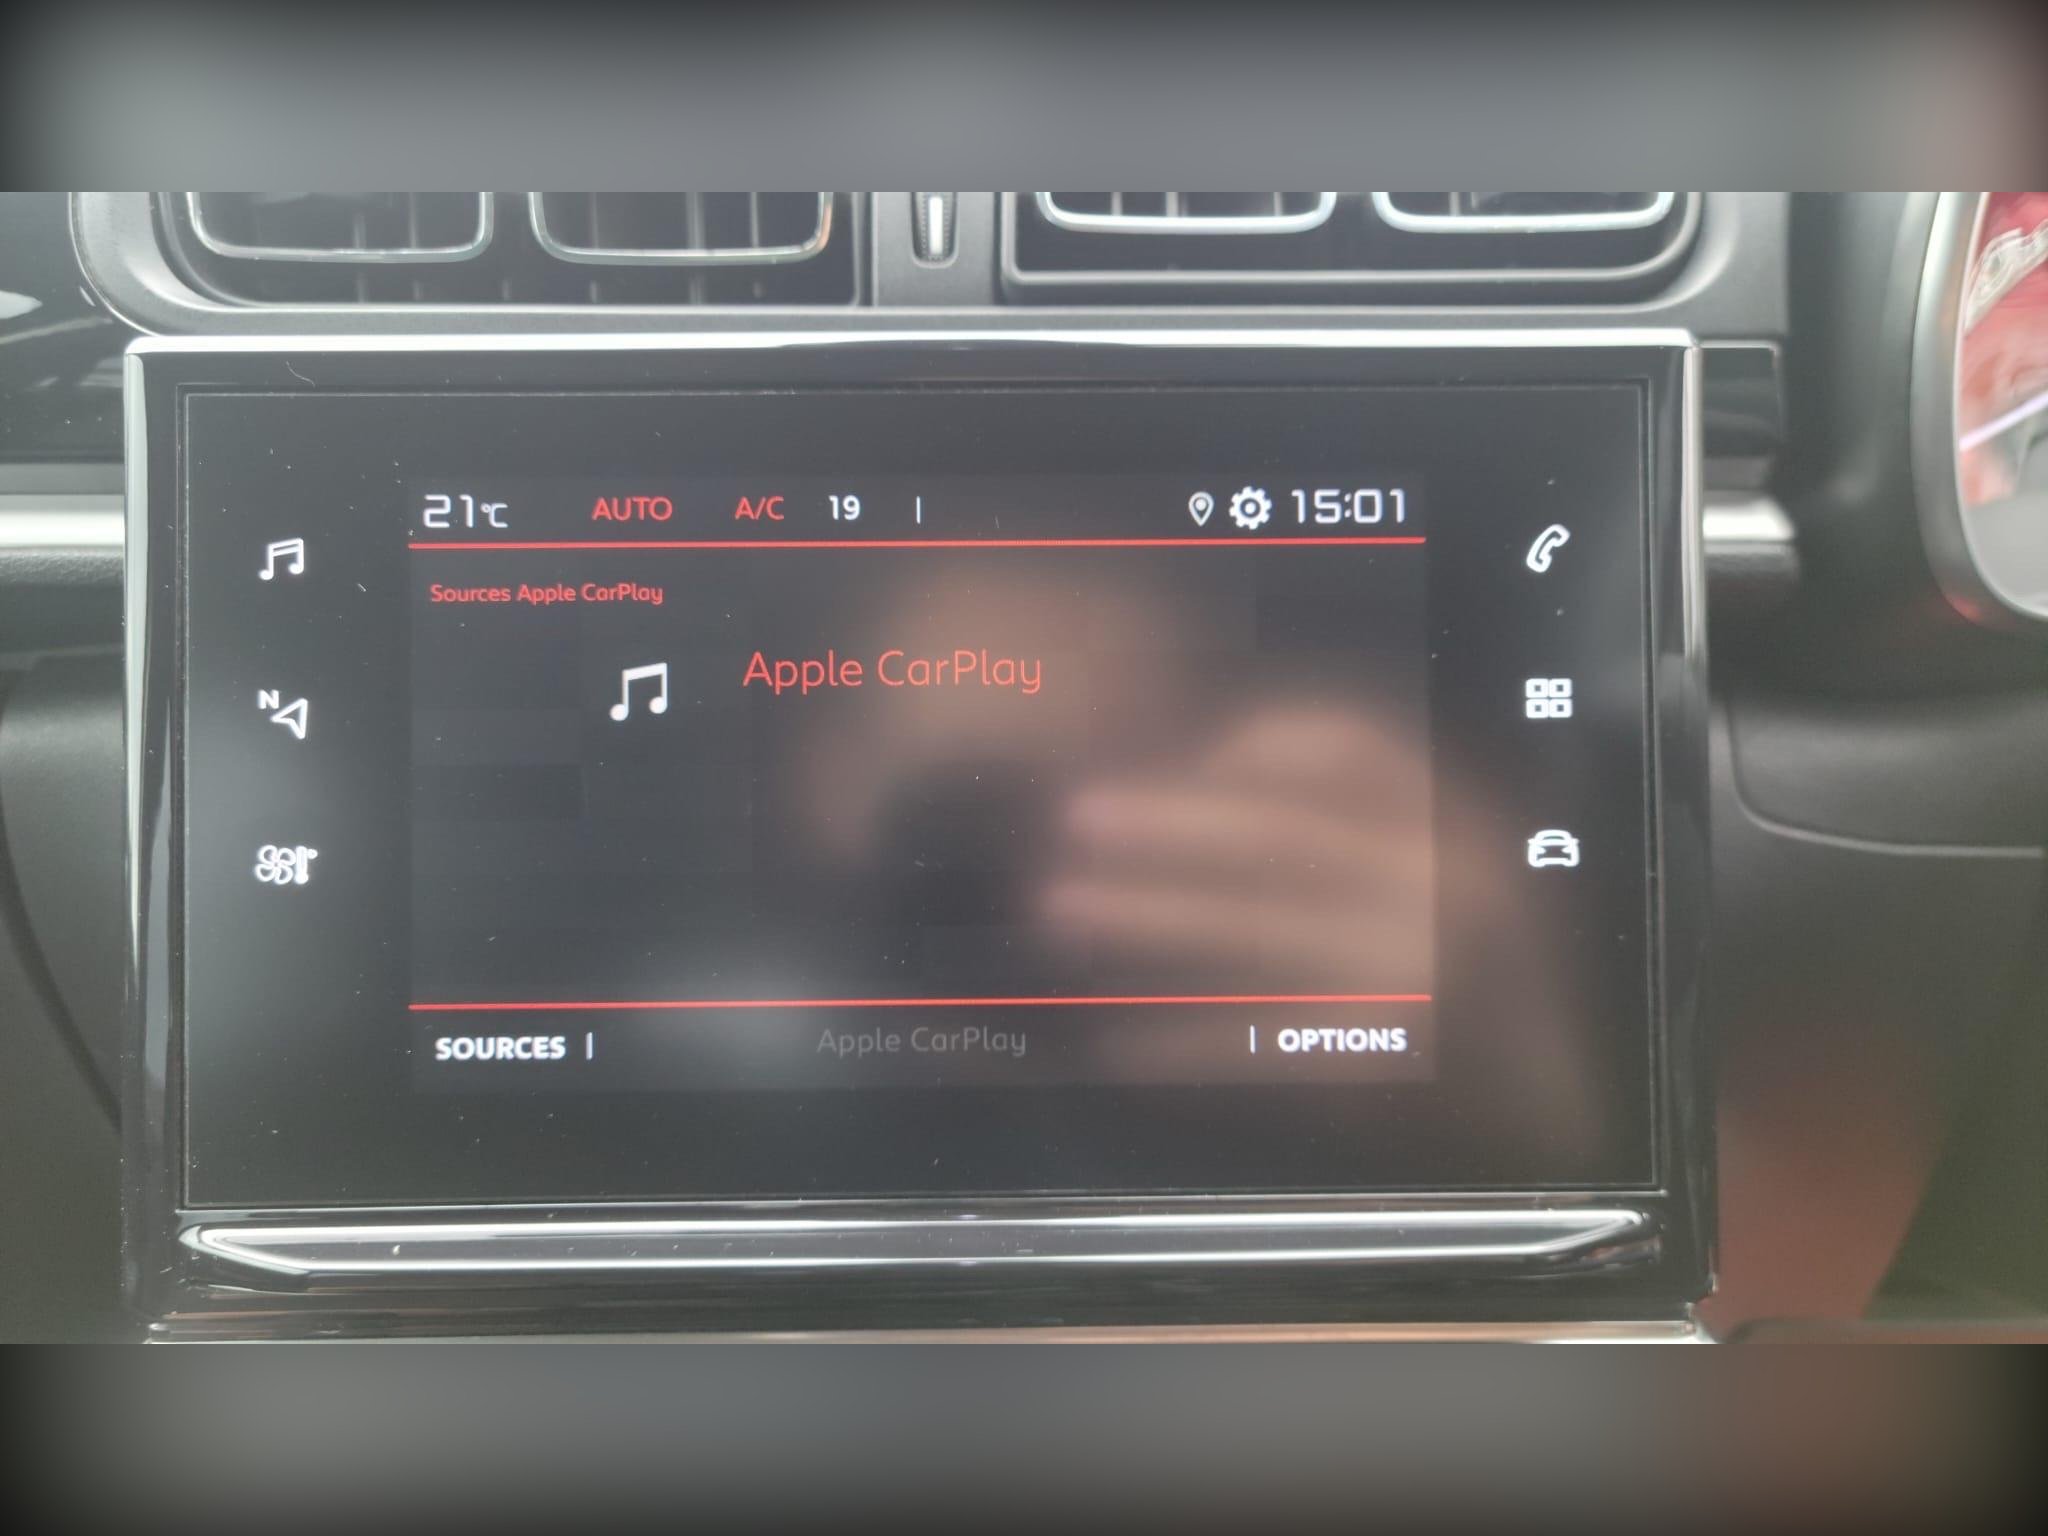 21°C AUTO A/C 19 15:01
Sources Apple CarPlay
Apple CarPlay
N
SOURCES Apple CarPlay OPTIONS